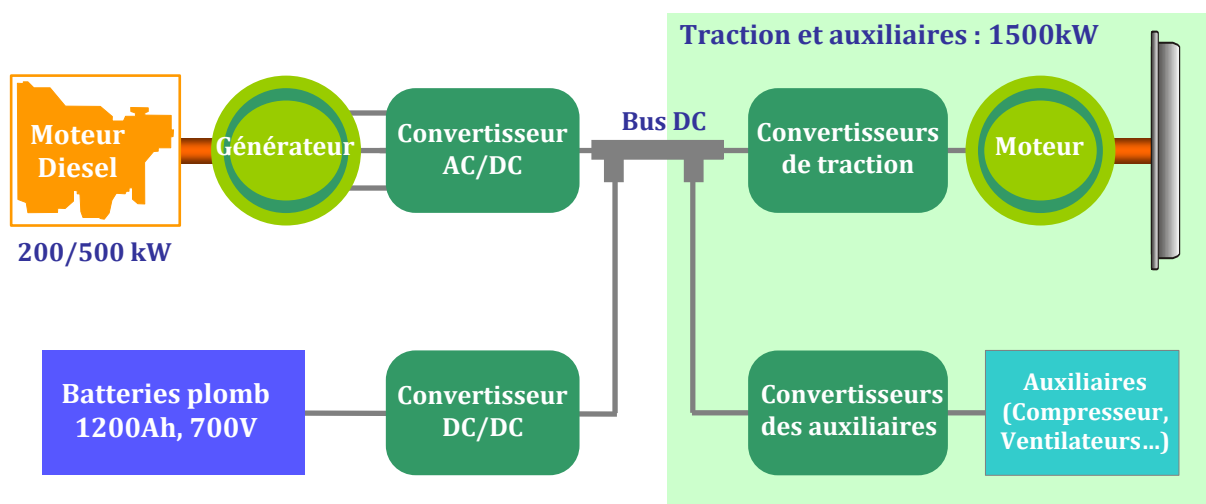 Traction et auxiliaires : 1500kW
Moteur
Diesel
Générateur
Convertisseur
AC/DC
Bus DC
Convertisseurs
de traction
Moteur
200/500 kW
Batteries plomb
1200Ah, 700V
Convertisseur
DC/DC
Convertisseurs
des auxiliaires
Auxiliaires
(Compresseur,
Ventilateurs...)